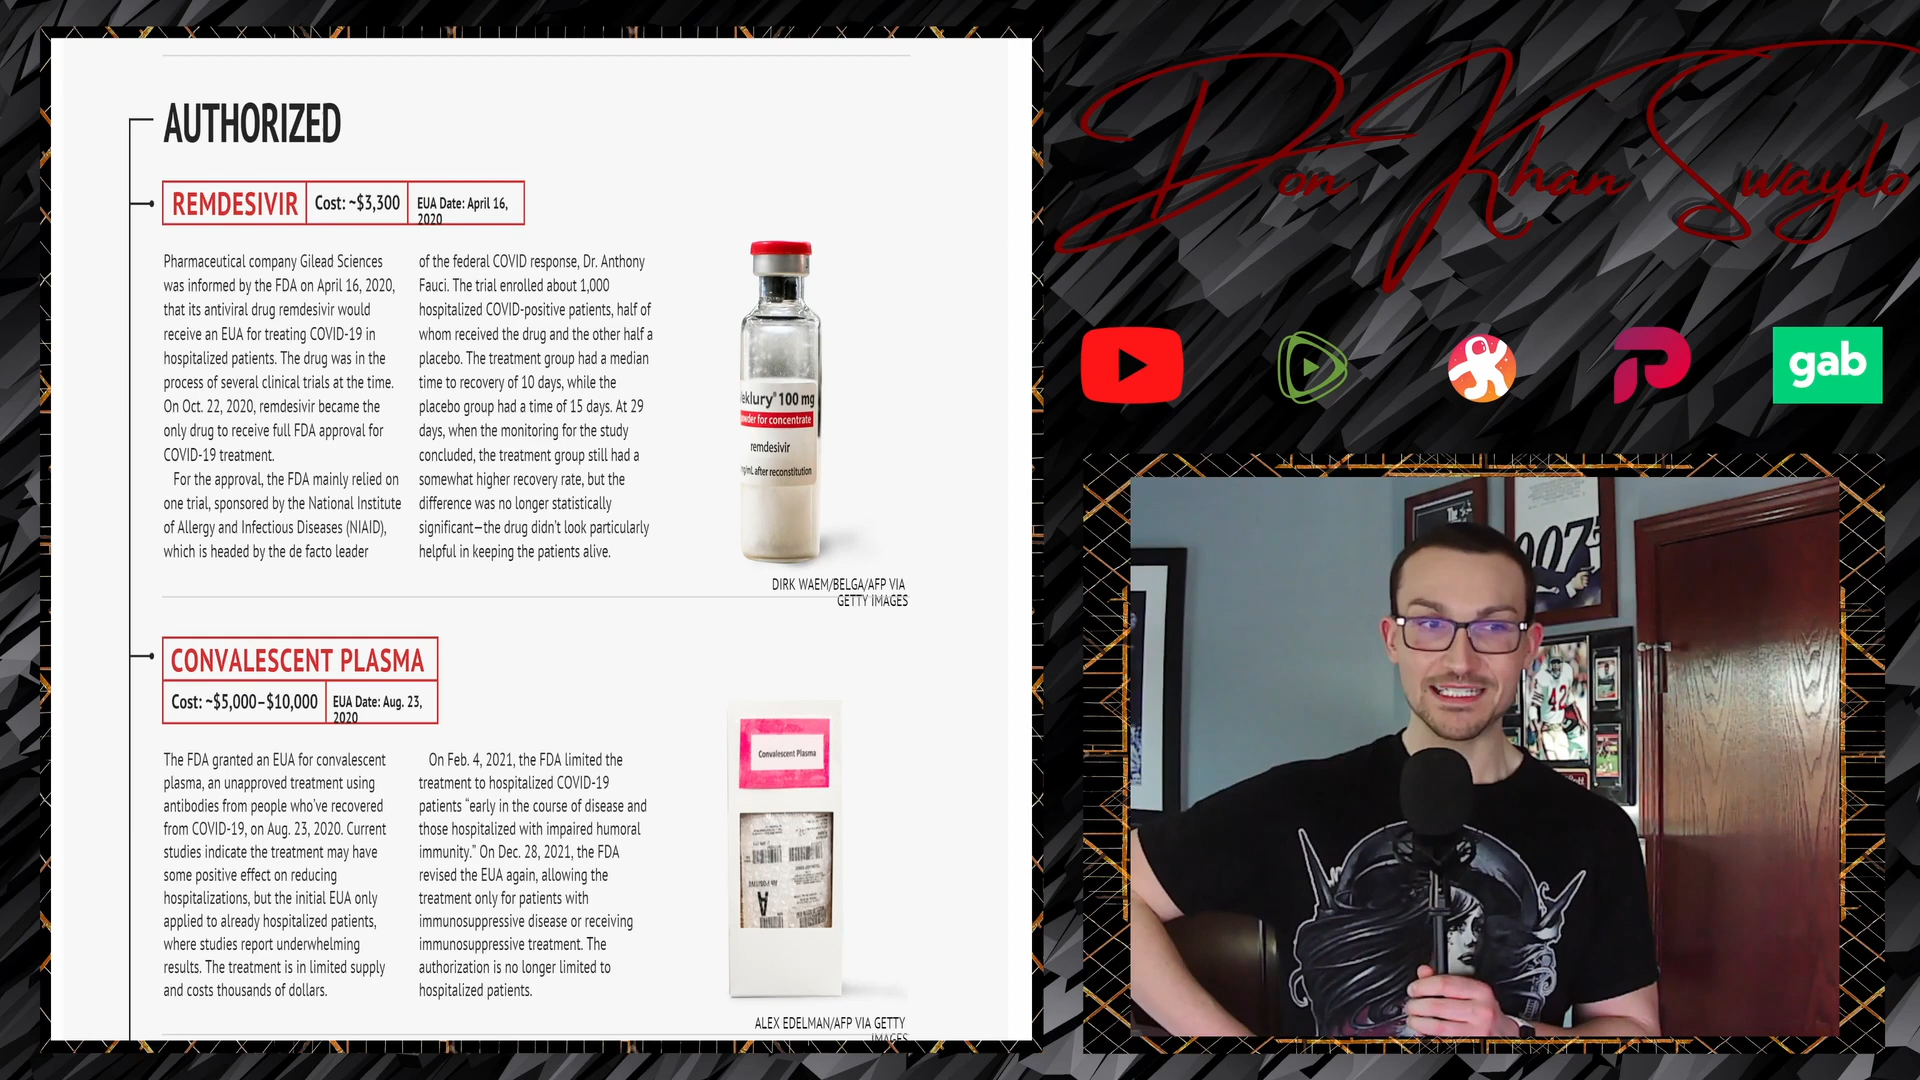 AUTHORIZED
REMDESIVIR
Cost: ~$3,300
EUA Date: April 16,
2020
Pharmaceutical company Gilead Sciences
was informed by the FDA on April 16, 2020,
that its antiviral drug remdesivir would
receive an EUA for treating COVID-19 in
hospitalized patients. The drug was in the
process of several clinical trials at the time.
On Oct. 22, 2020, remdesivir became the
only drug to receive full FDA approval for
COVID-19 treatment.
For the approval, the FDA mainly relied on
one trial, sponsored by the National Institute
of Allergy and Infectious Diseases (NIAID),
which is headed by the de facto leader
of the federal COVID response, Dr. Anthony
Fauci. The trial enrolled about 1,000
hospitalized COVID-positive patients, half of
whom received the drug and the other half a
placebo. The treatment group had a median
time to recovery of 10 days, while the
placebo group had a time of 15 days. At 29
days, when the monitoring for the study
concluded, the treatment group still had a
somewhat higher recovery rate, but the
difference was no longer statistically
significant—the drug didn't look particularly
helpful in keeping the patients alive.
eklury® 100 mg
owder for concentrate
remdesivir
mg/mL after reconstitution
DIRK WAEM/BELGA/AFP VIA
GETTY IMAGES
CONVALESCENT PLASMA
Cost: ~$5,000–$10,000
EUA Date: Aug. 23,
2020
The FDA granted an EUA for convalescent
plasma, an unapproved treatment using
antibodies from people who've recovered
from COVID-19, on Aug. 23, 2020. Current
studies indicate the treatment may have
some positive effect on reducing
hospitalizations, but the initial EUA only
applied to already hospitalized patients,
where studies report underwhelming
results. The treatment is in limited supply
and costs thousands of dollars.
On Feb. 4, 2021, the FDA limited the
treatment to hospitalized COVID-19
patients “early in the course of disease and
those hospitalized with impaired humoral
immunity.” On Dec. 28, 2021, the FDA
revised the EUA again, allowing the
treatment only for patients with
immunosuppressive disease or receiving
immunosuppressive treatment. The
authorization is no longer limited to
hospitalized patients.
Convalescent Plasma
A
ALEX EDELMAN/AFP VIA GETTY
IMAGES
Don Khan Swaylo
gab
007
42